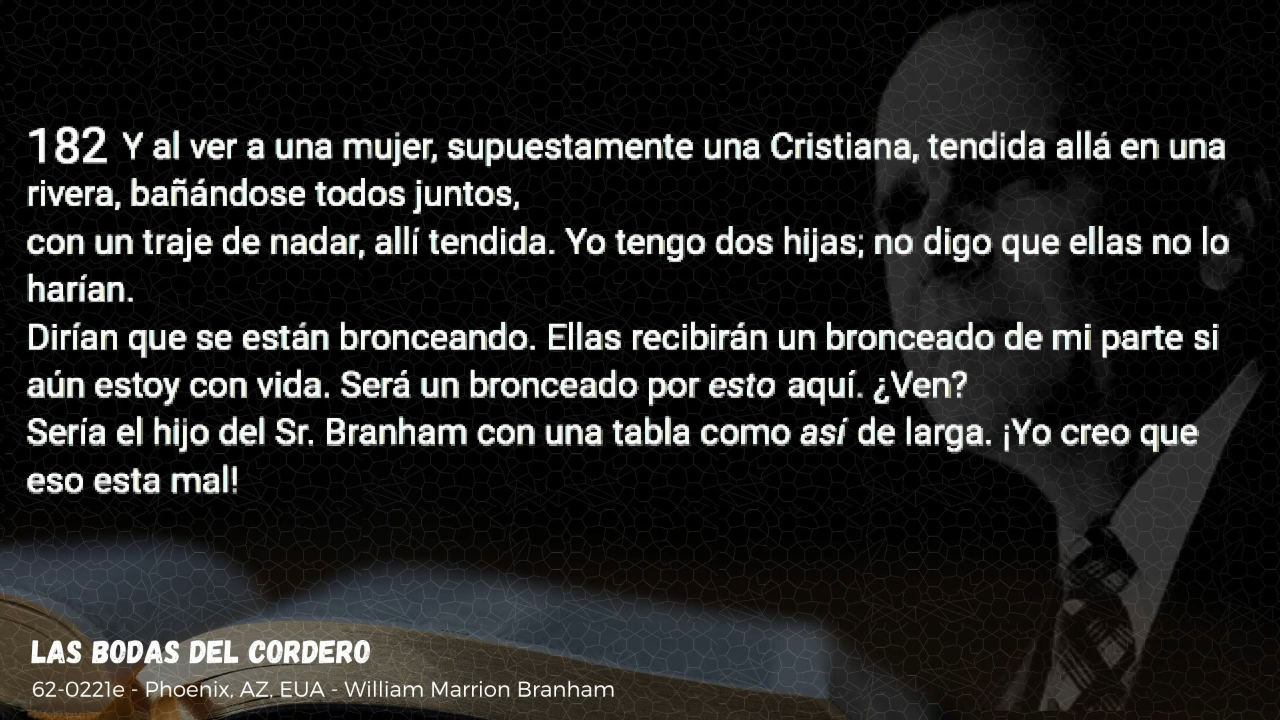 182 Y al ver a una mujer, supuestamente una Cristiana, tendida allá en una
rivera, bañándose todos juntos,
con un traje de nadar, allí tendida. Yo tengo dos hijas; no digo que ellas no lo
harían.
Dirían que se están bronceando. Ellas recibirán un bronceado de mi parte si
aún estoy con vida. Será un bronceado por esto aquí. ¿Ven?
Sería el hijo del Sr. Branham con una tabla como así de larga. ¡Yo creo que
eso esta mal!
LAS BODAS DEL CORDERO
62-0221e - Phoenix, AZ, EUA - William Marrion Branham